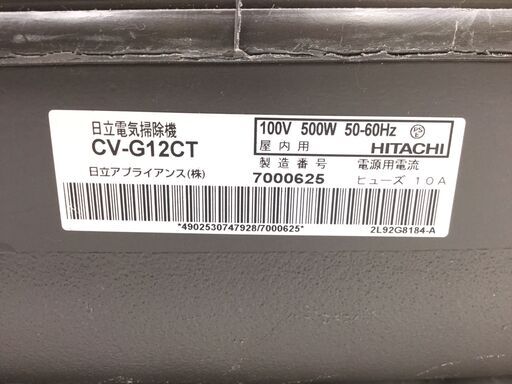 日立電気掃除機
CV-G12CT
日立アプライアンス(株)
100V 500W 50-60Hz
屋内用
PS
E
HITACHI
製造番号 電源用電流
7000625 ヒューズ 10A
*4902530747928/7000625*
2L92G8184-A